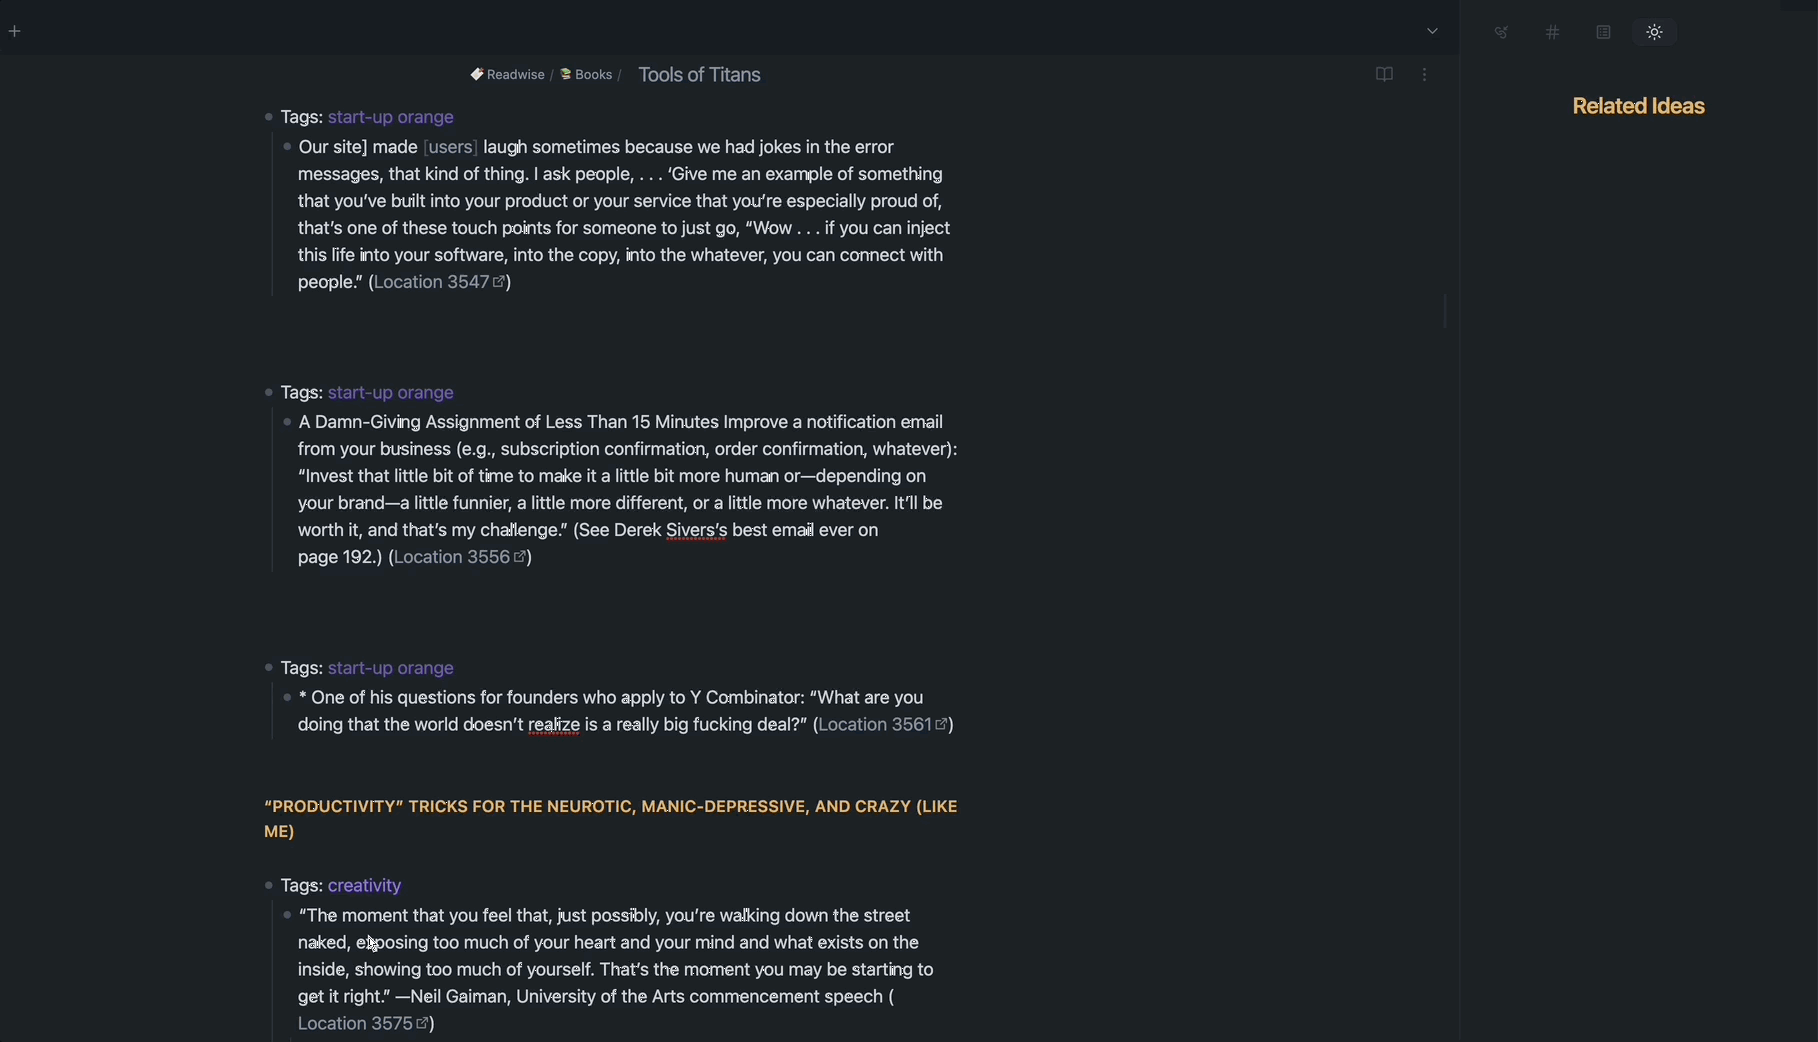 Readwise / Books / Tools of Titans
Related Ideas
Tags: start-up orange
Our site] made [users] laugh sometimes because we had jokes in the error
messages, that kind of thing. I ask people, . . . ‘Give me an example of something
that you’ve built into your product or your service that you’re especially proud of,
that’s one of these touch points for someone to just go, “Wow . . . if you can inject
this life into your software, into the copy, into the whatever, you can connect with
people.” (Location 3547)
Tags: start-up orange
A Damn-Giving Assignment of Less Than 15 Minutes Improve a notification email
from your business (e.g., subscription confirmation, order confirmation, whatever):
“Invest that little bit of time to make it a little bit more human or—depending on
your brand—a little funnier, a little more different, or a little more whatever. It’ll be
worth it, and that’s my challenge.” (See Derek Sivers’s best email ever on
page 192.) (Location 3556)
Tags: start-up orange
* One of his questions for founders who apply to Y Combinator: “What are you
doing that the world doesn’t realize is a really big fucking deal?” (Location 3561)
“PRODUCTIVITY” TRICKS FOR THE NEUROTIC, MANIC-DEPRESSIVE, AND CRAZY (LIKE
ME)
Tags: creativity
“The moment that you feel that, just possibly, you’re walking down the street
naked, exposing too much of your heart and your mind and what exists on the
inside, showing too much of yourself. That’s the moment you may be starting to
get it right.” —Neil Gaiman, University of the Arts commencement speech (
Location 3575)